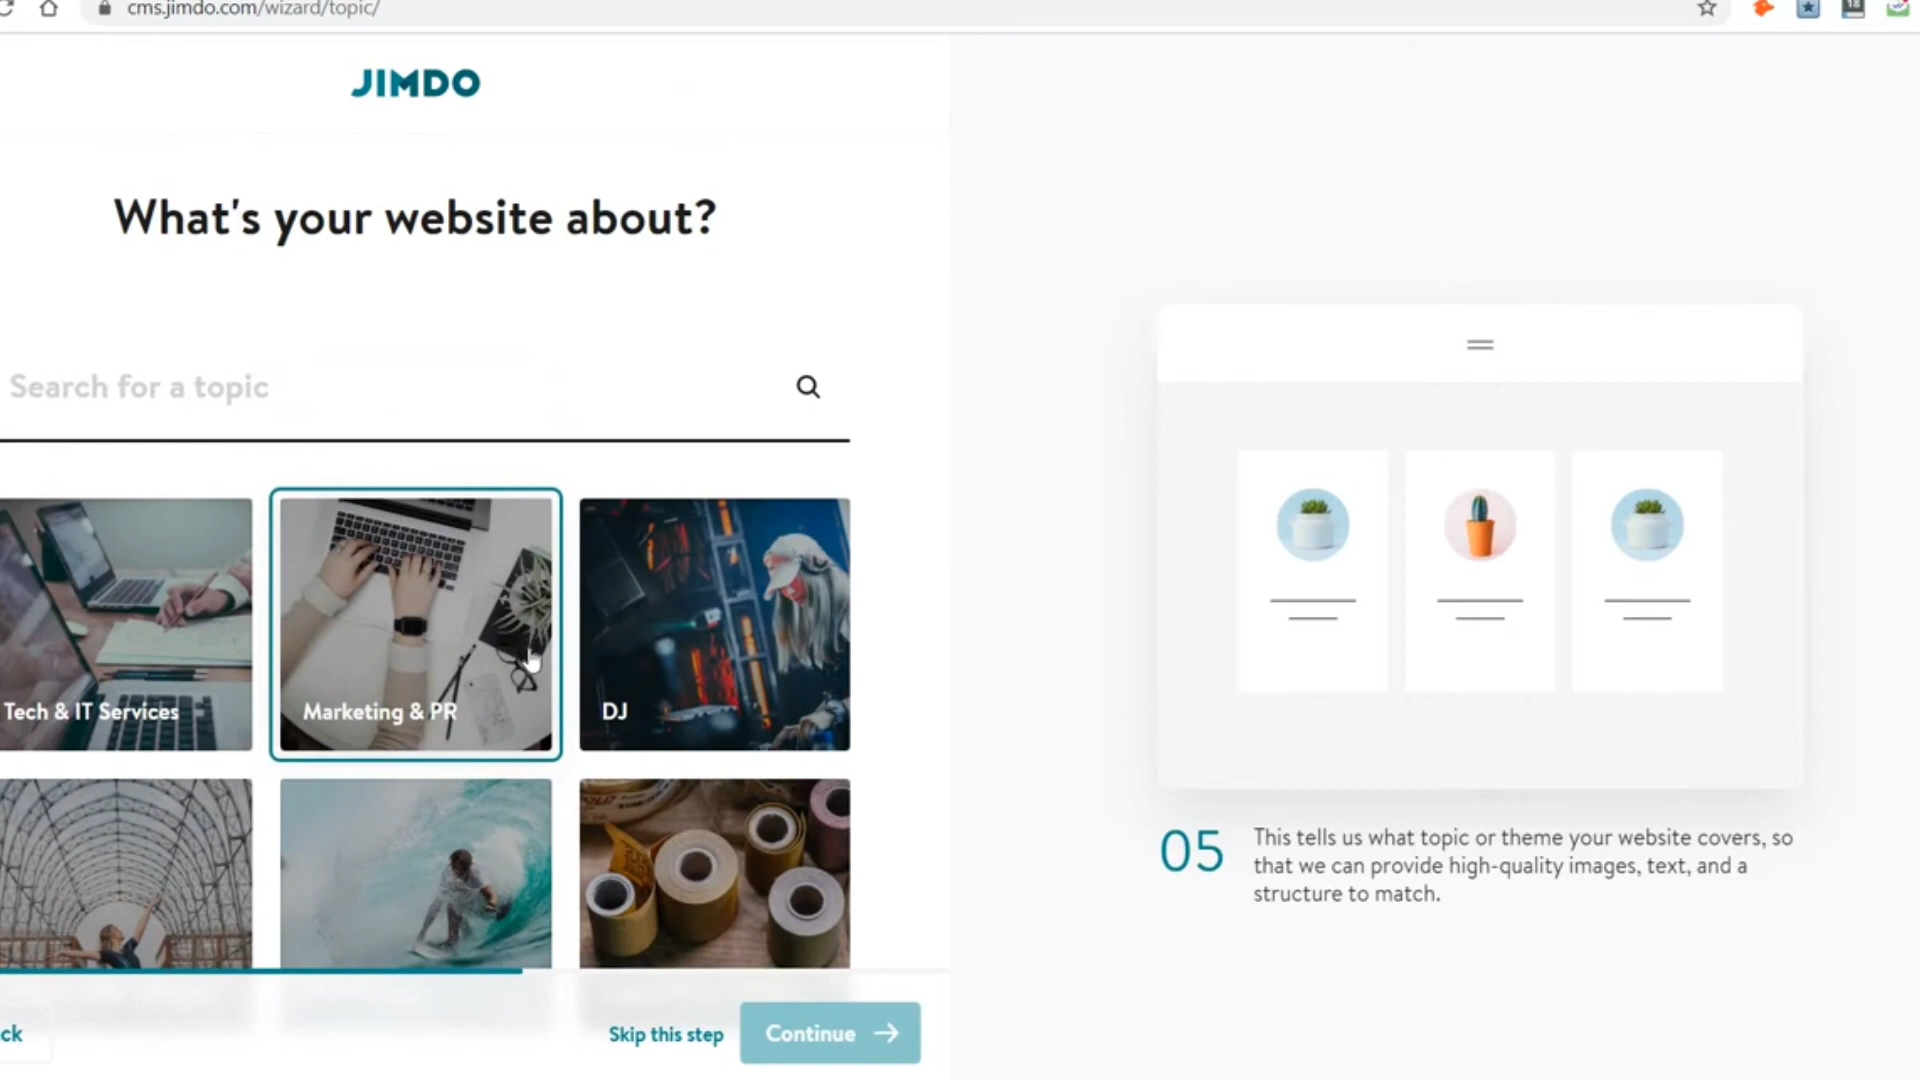 cms.jimdo.com/wizard/topic/
18
JIMDO
What's your website about?
Search for a topic
Tech & IT Services
Marketing & PR
DJ
05
This tells us what topic or theme your website covers, so
that we can provide high-quality images, text, and a
structure to match.
ck
Skip this step
Continue